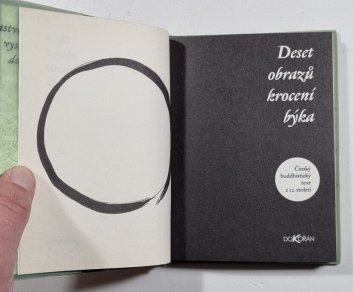 Deset
obrazů
krocení
býka
Čínský
buddhistický
text
z 12. století
DOKOŘÁN